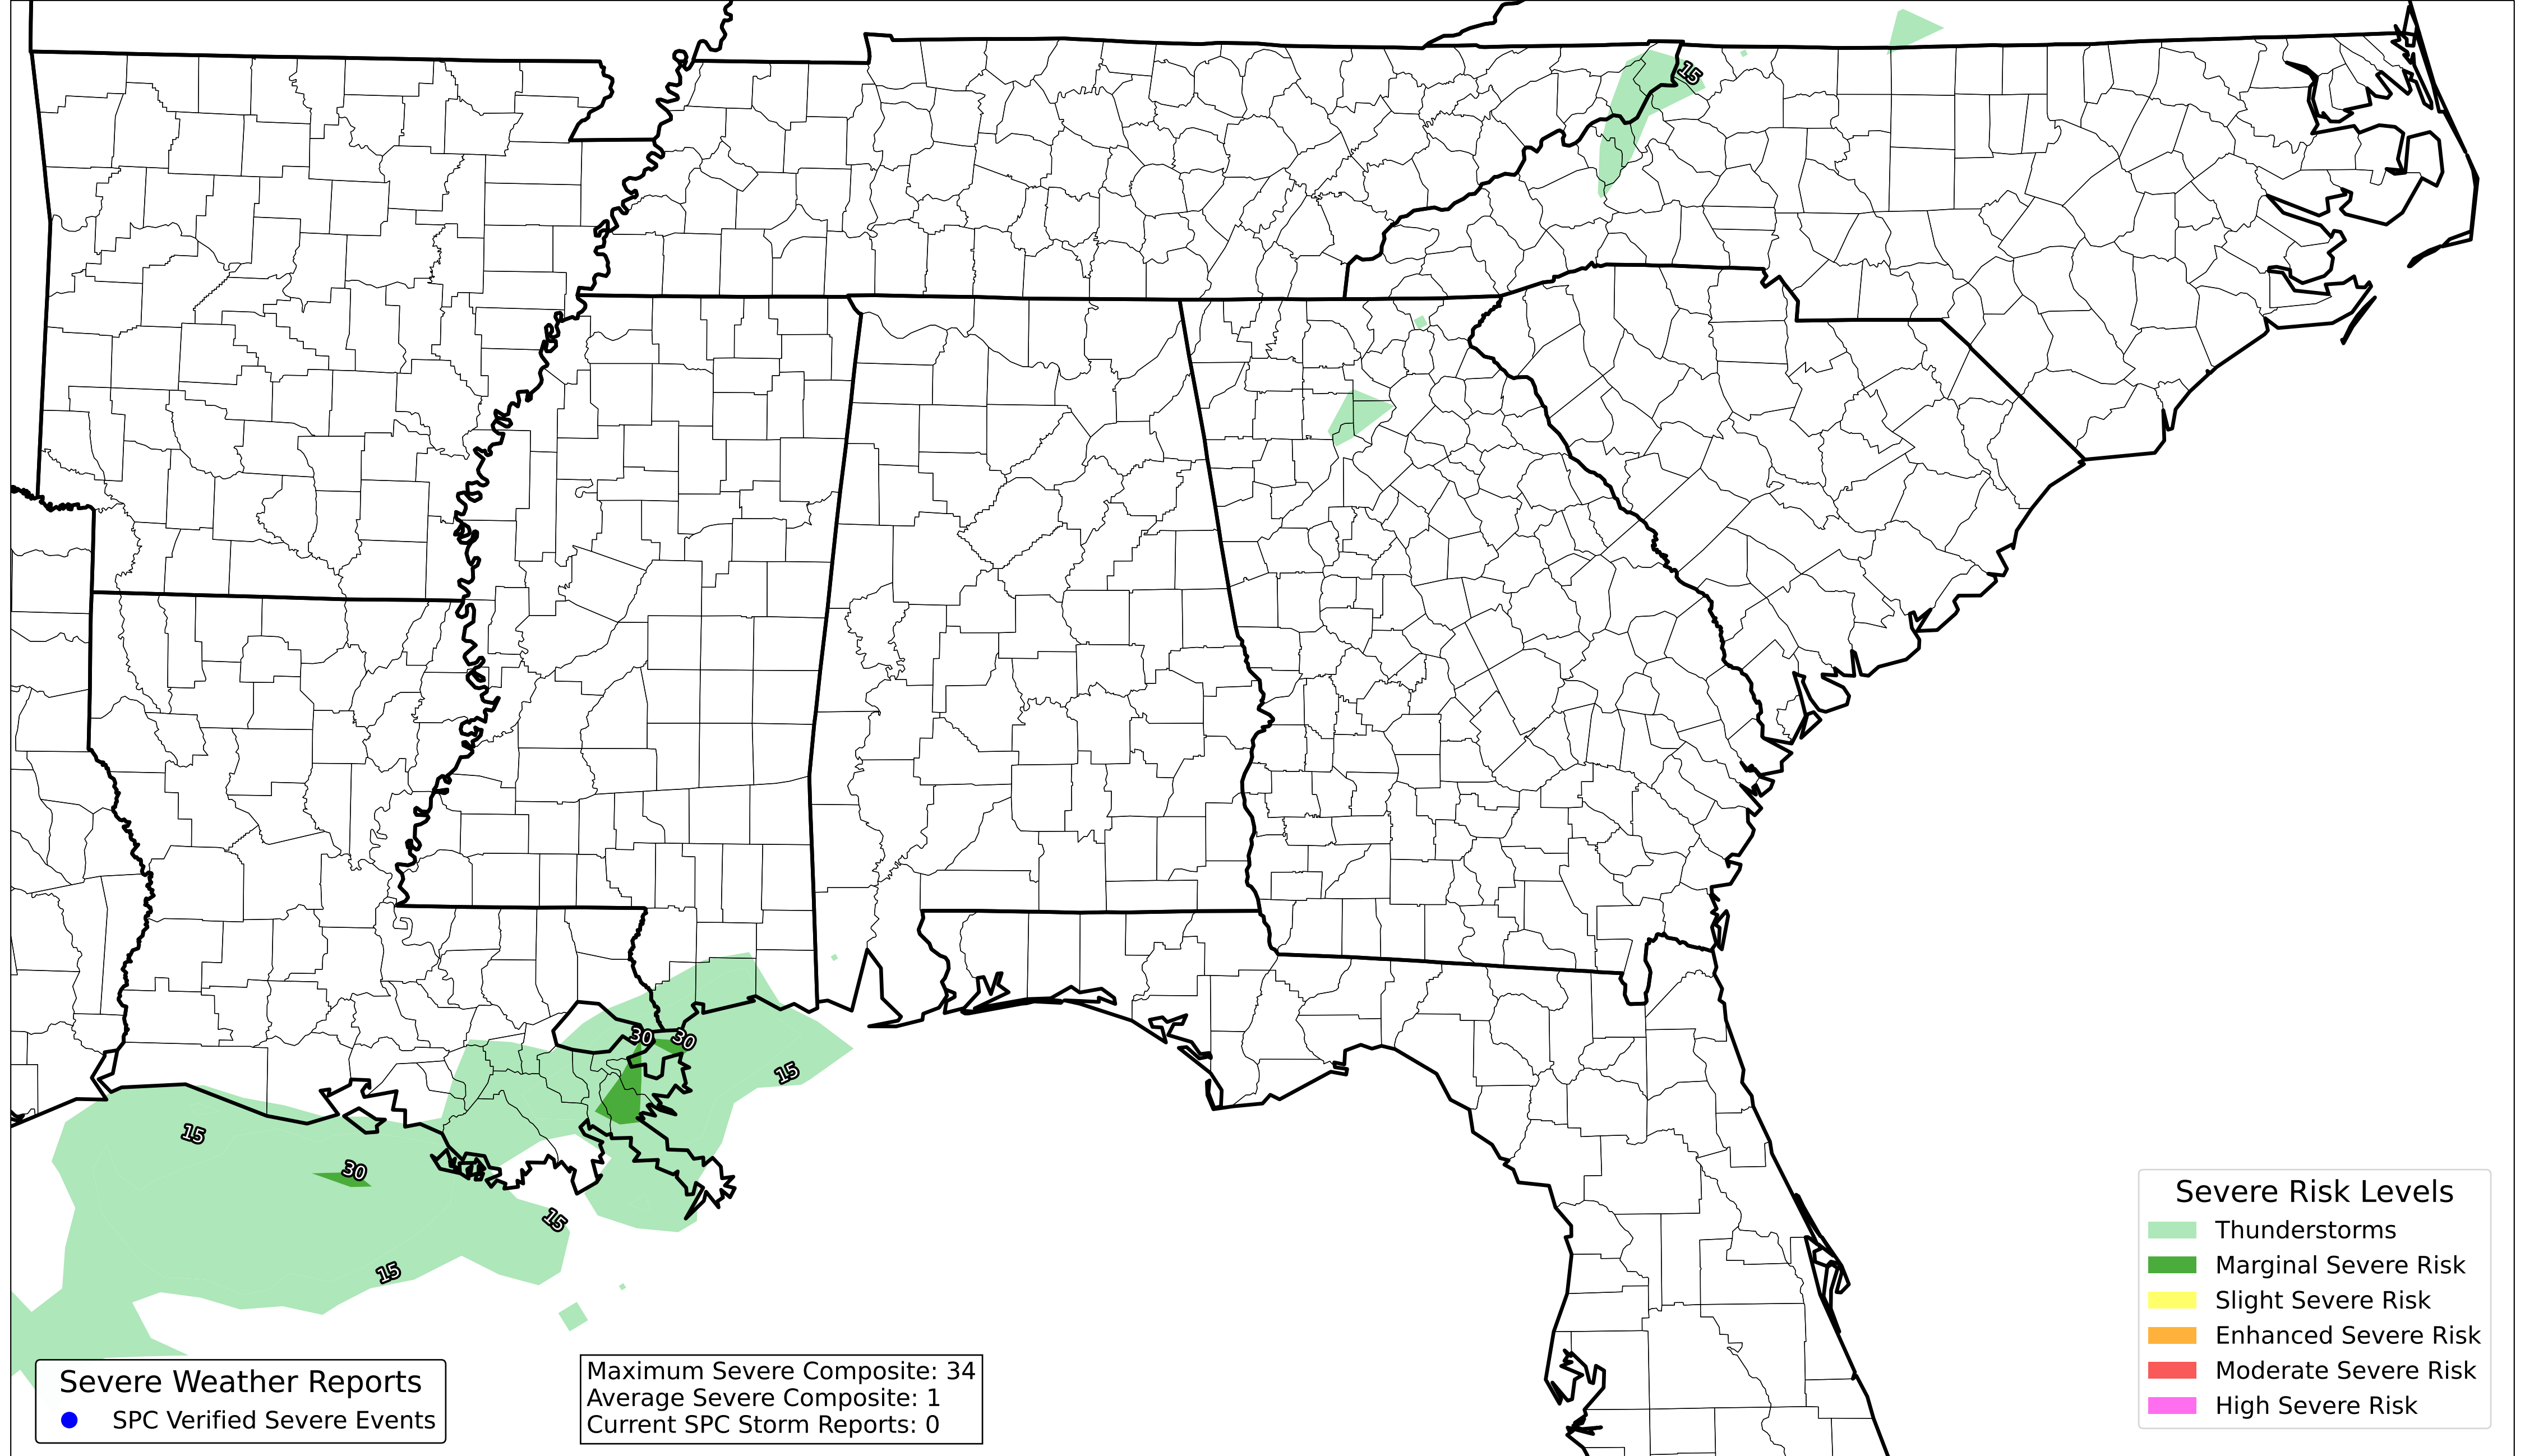 15
30
30
15
15
30
15
15
Severe Risk Levels
Thunderstorms
Marginal Severe Risk
Slight Severe Risk
Enhanced Severe Risk
Moderate Severe Risk
High Severe Risk
Severe Weather Reports
SPC Verified Severe Events
Maximum Severe Composite: 34
Average Severe Composite: 1
Current SPC Storm Reports: 0